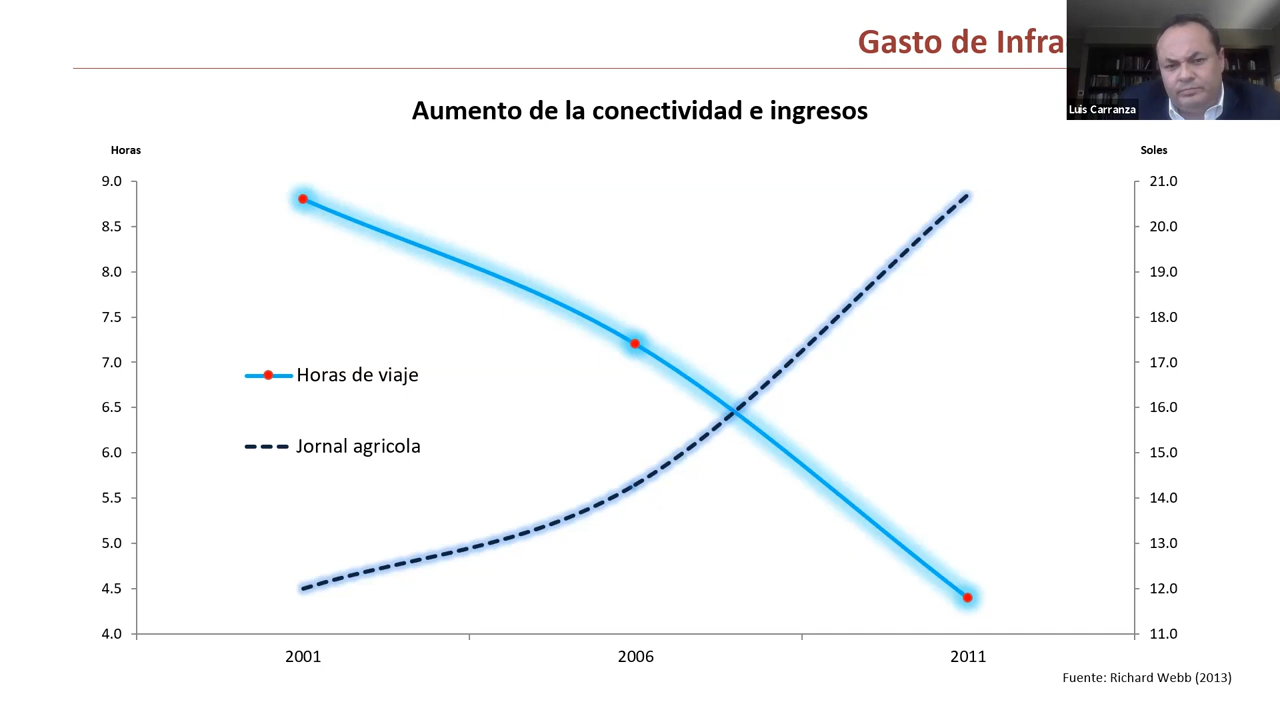 Gasto de Infra
Luis Carranza
Aumento de la conectividad e ingresos
Horas
Soles
9.0
8.5
8.0
7.5
7.0
6.5
6.0
5.5
5.0
4.5
4.0
21.0
20.0
19.0
18.0
17.0
16.0
15.0
14.0
13.0
12.0
11.0
Horas de viaje
Jornal agricola
2001 2006 2011
Fuente: Richard Webb (2013)